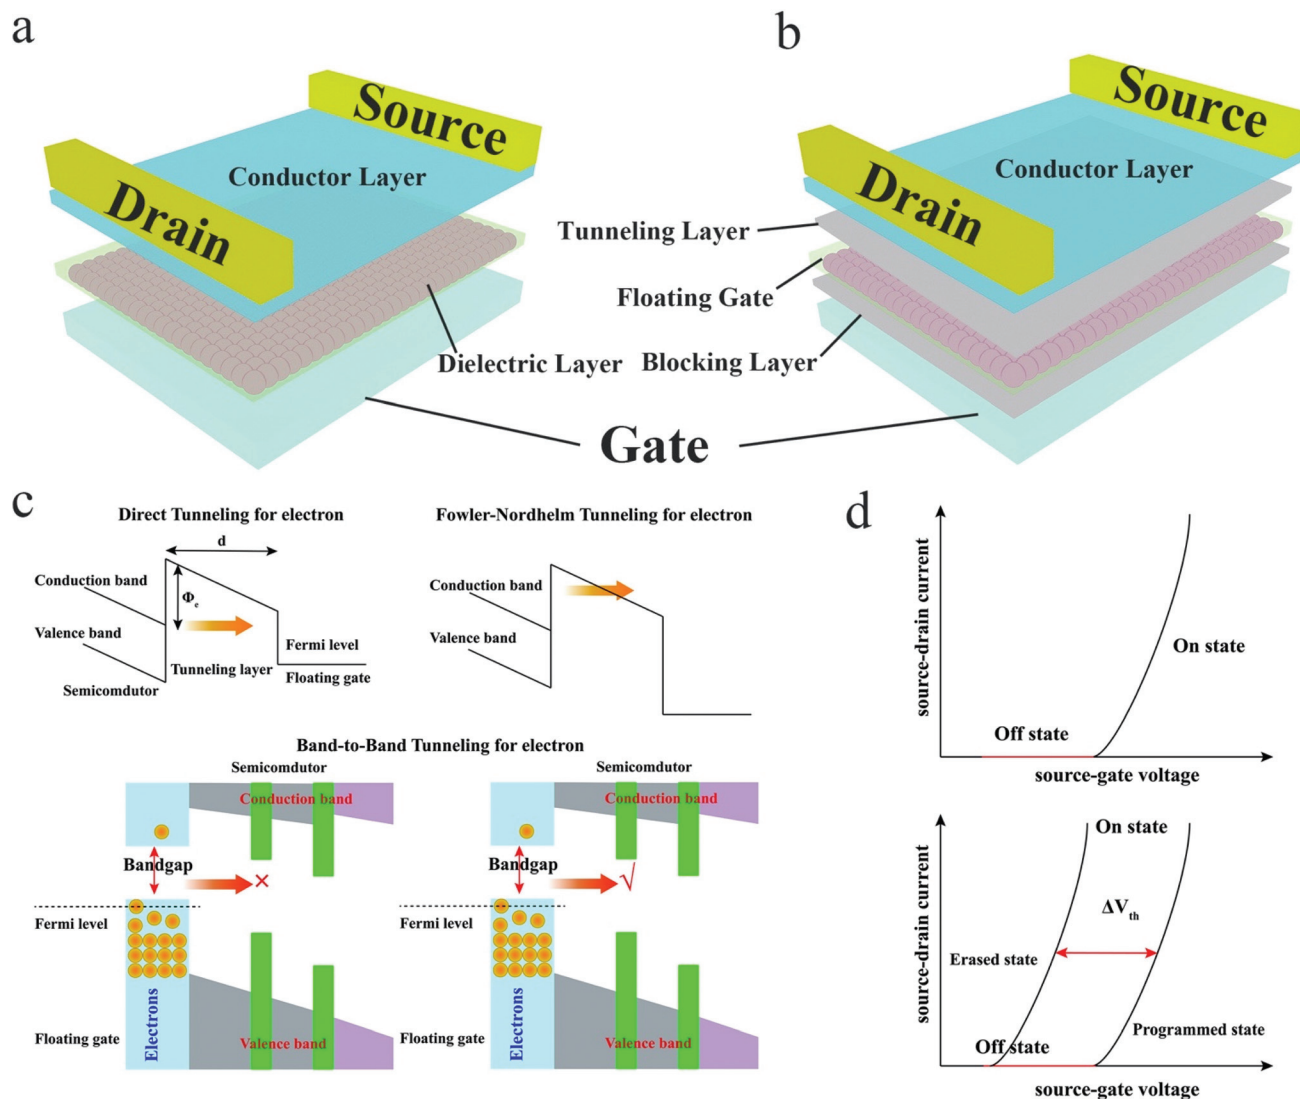 a
b
Source
Drain
Conductor Layer
Source
Drain
Conductor Layer
Tunneling Layer
Floating Gate
Dielectric Layer
Blocking Layer
Gate
c
Direct Tunneling for electron
d
Conduction band
Φe
Valence band
Tunneling layer
Semicomdutor
Fermi level
Floating gate
Fowler-Nordhelm Tunneling for electron
Conduction band
Valence band
Band-to-Band Tunneling for electron
Semicomdutor
Conduction band
Bandgap
×
Fermi level
Floating gate
Electrons
Valence band
Semicomdutor
Conduction band
Bandgap
√
Fermi level
Floating gate
Electrons
Valence band
d
source-drain current
On state
Off state
source-gate voltage
source-drain current
On state
ΔVth
Erased state
Programmed state
Off state
source-gate voltage